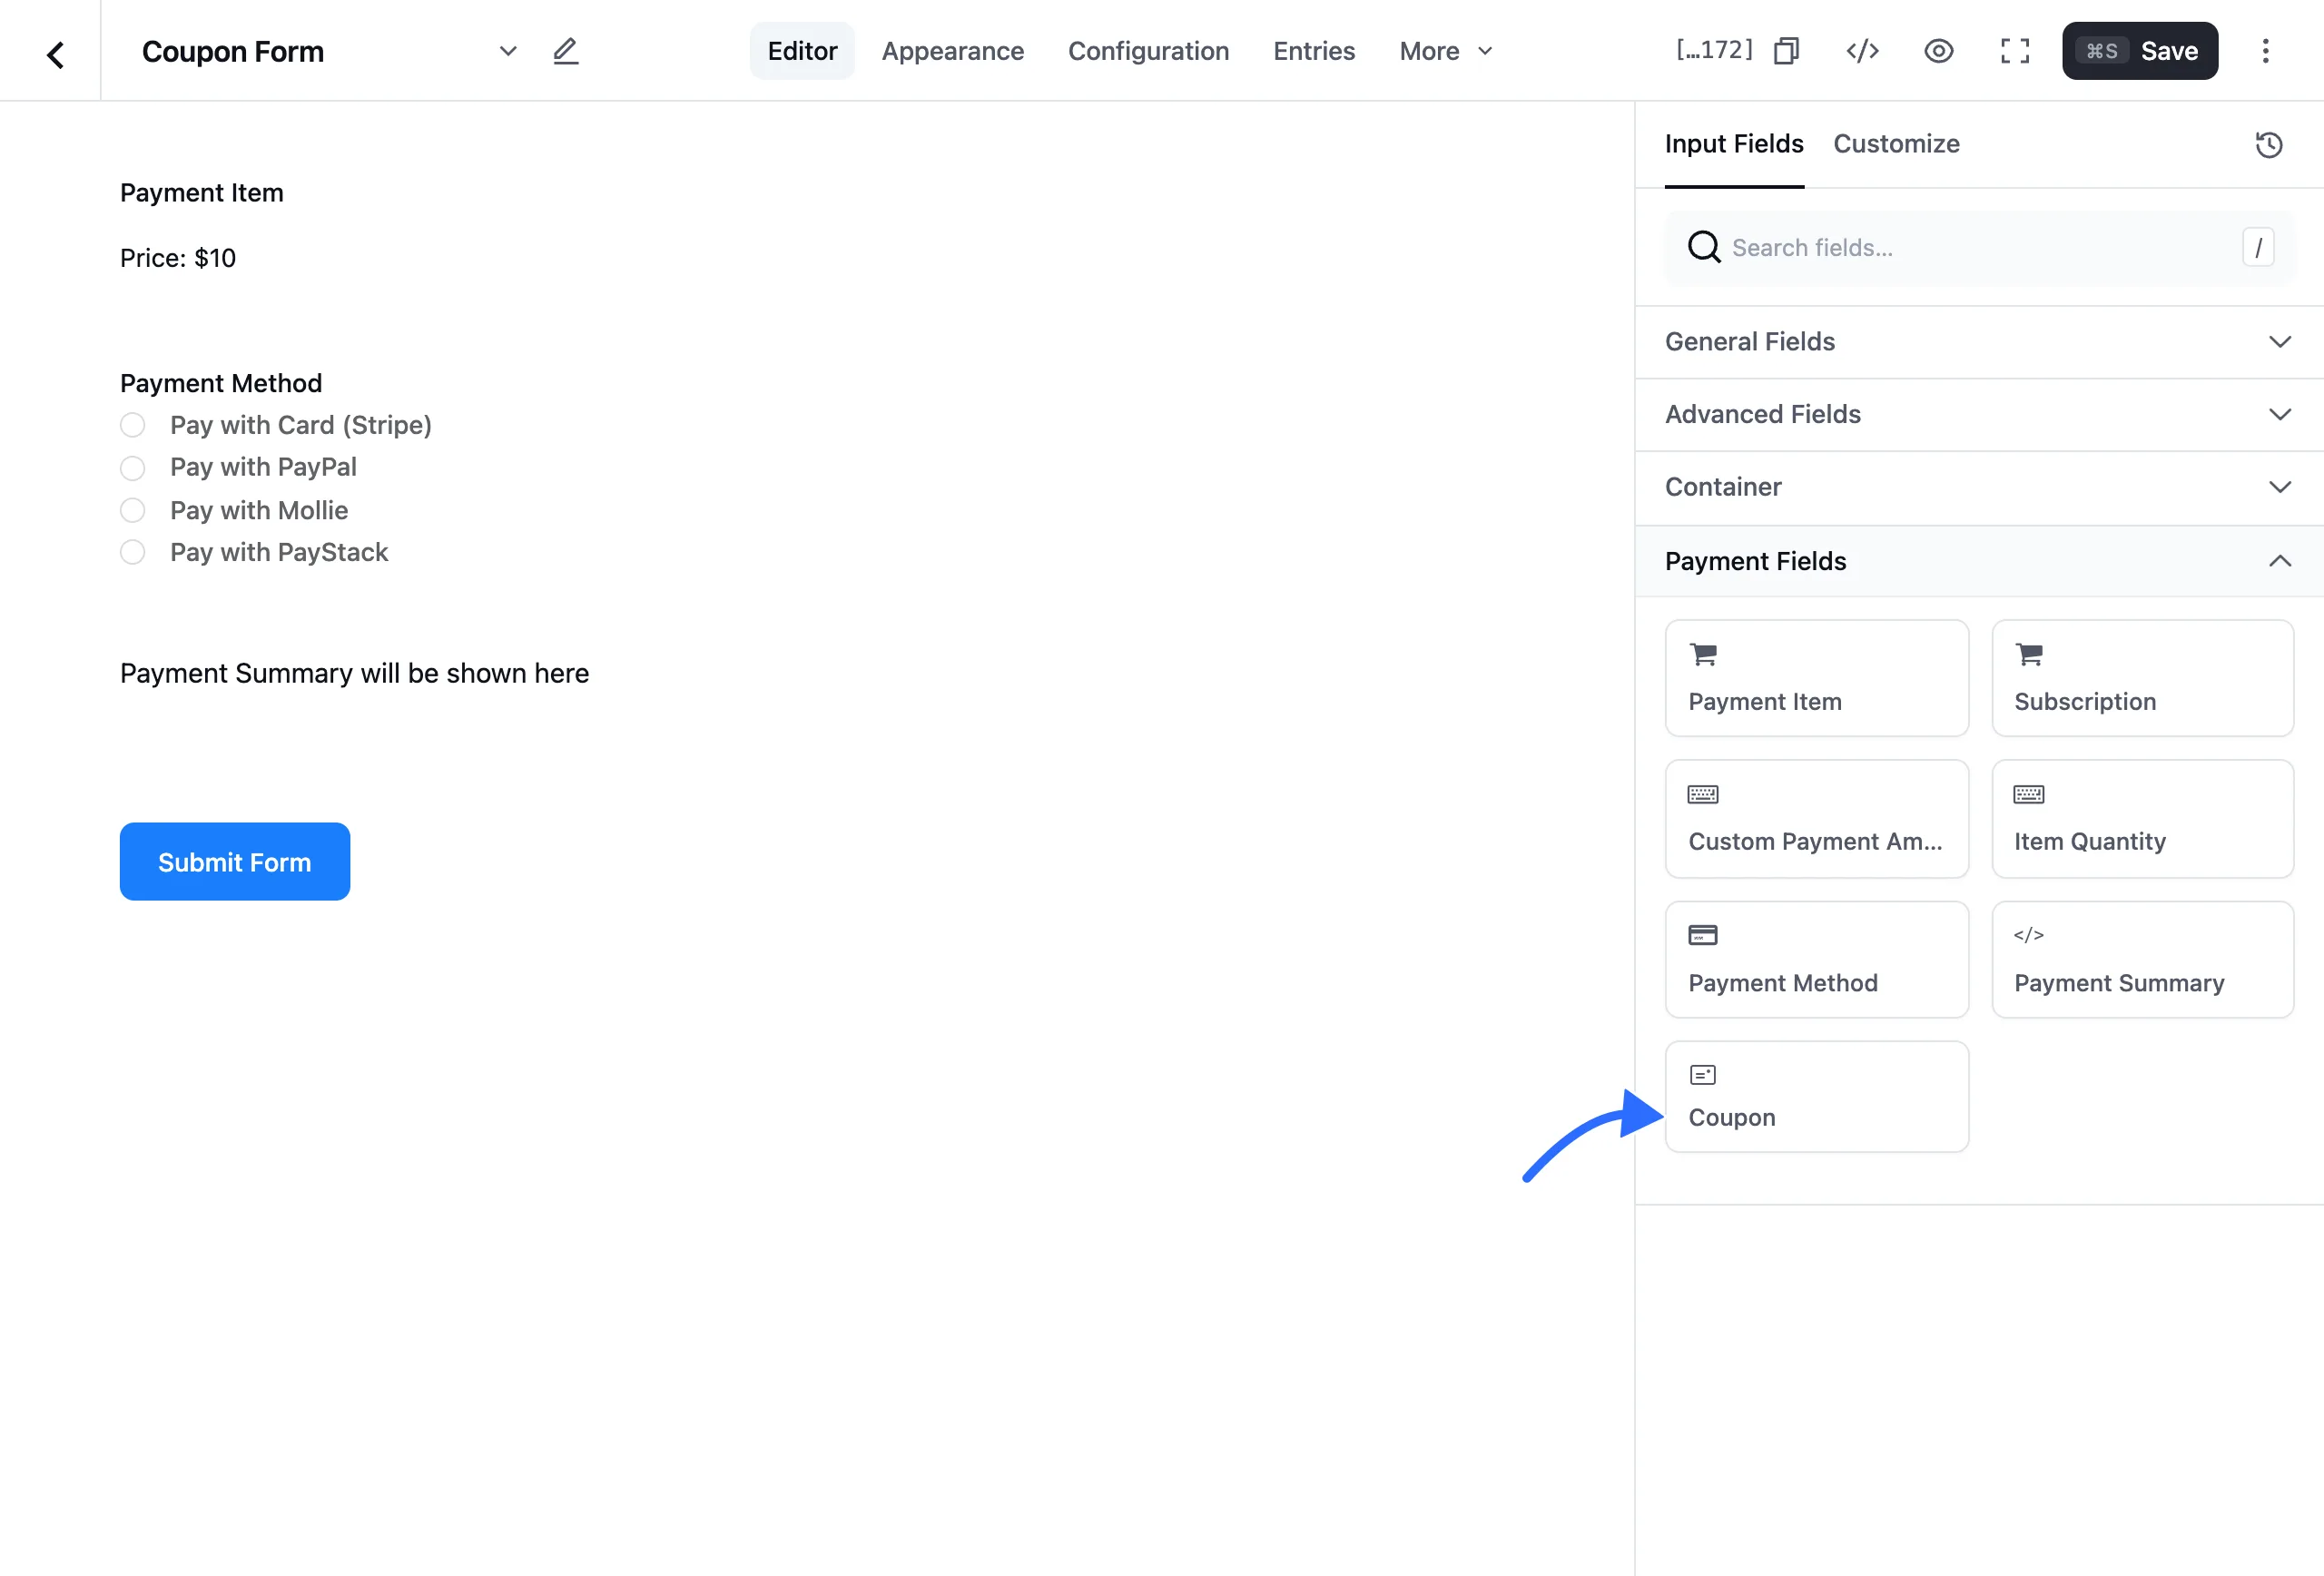 Coupon Form
Editor
Appearance
Configuration
Entries
More
[...172]
⌘S Save
Payment Item
Price: $10
Payment Method
Pay with Card (Stripe)
Pay with PayPal
Pay with Mollie
Pay with PayStack
Payment Summary will be shown here
Submit Form
Input Fields
Customize
Search fields...
/
General Fields
Advanced Fields
Container
Payment Fields
Payment Item
Subscription
Custom Payment Am...
Item Quantity
Payment Method
</>
Payment Summary
Coupon